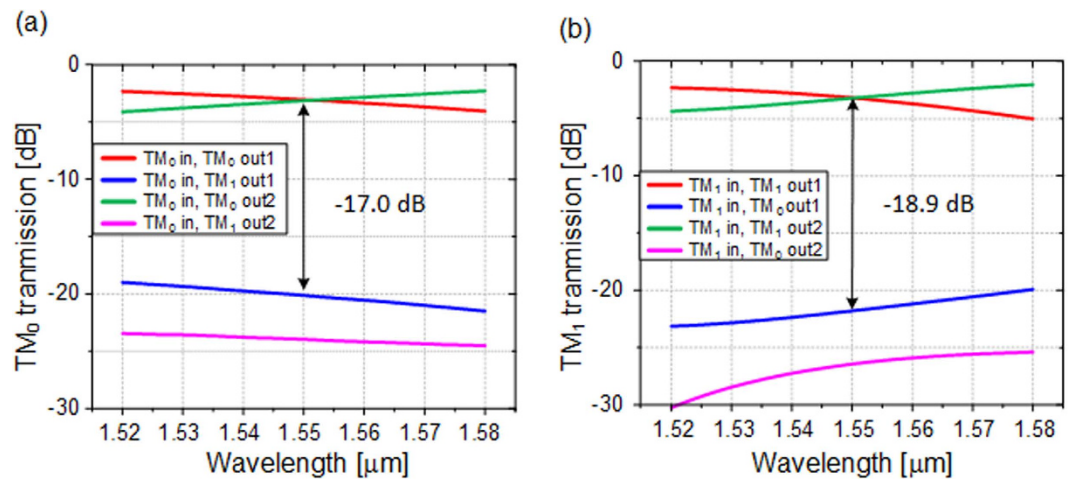 (a)
TM₀ tranmission [dB]
0
-10
-20
-30
TM₀ in, TM₀ out1
TM₀ in, TM₁ out1
TM₀ in, TM₀ out2
TM₀ in, TM₁ out2
-17.0 dB
1.52 1.53 1.54 1.55 1.56 1.57 1.58
Wavelength [μm]
(b)
TM₁ tranmission [dB]
0
-10
-20
-30
TM₁ in, TM₁ out1
TM₁ in, TM₀ out1
TM₁ in, TM₁ out2
TM₁ in, TM₀ out2
-18.9 dB
1.52 1.53 1.54 1.55 1.56 1.57 1.58
Wavelength [μm]